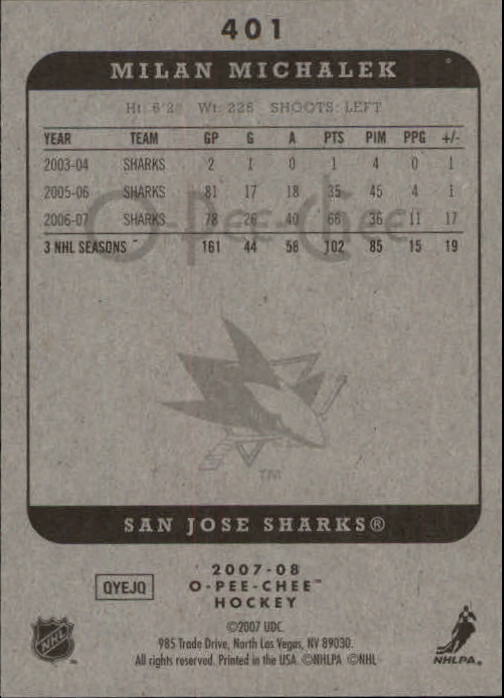 401
MILAN MICHALEK
Ht: 6'2" Wt: 225 SHOOTS: LEFT
YEAR TEAM GP G A PTS PIM PPG +/-
2003-04 SHARKS 2 1 0 1 4 0 1
2005-06 SHARKS 81 17 18 35 45 4 1
2006-07 SHARKS 78 26 40 66 36 11 17
3 NHL SEASONS 161 44 58 102 85 15 19
O-Pee-Chee
TM
SAN JOSE SHARKS®
2007-08
QYEJQ O-PEE-CHEE™
HOCKEY
©2007 UDC.
985 Trade Drive, North Las Vegas, NV 89030.
All rights reserved. Printed in the USA. ©NHLPA ©NHL
NHL
NHLPA